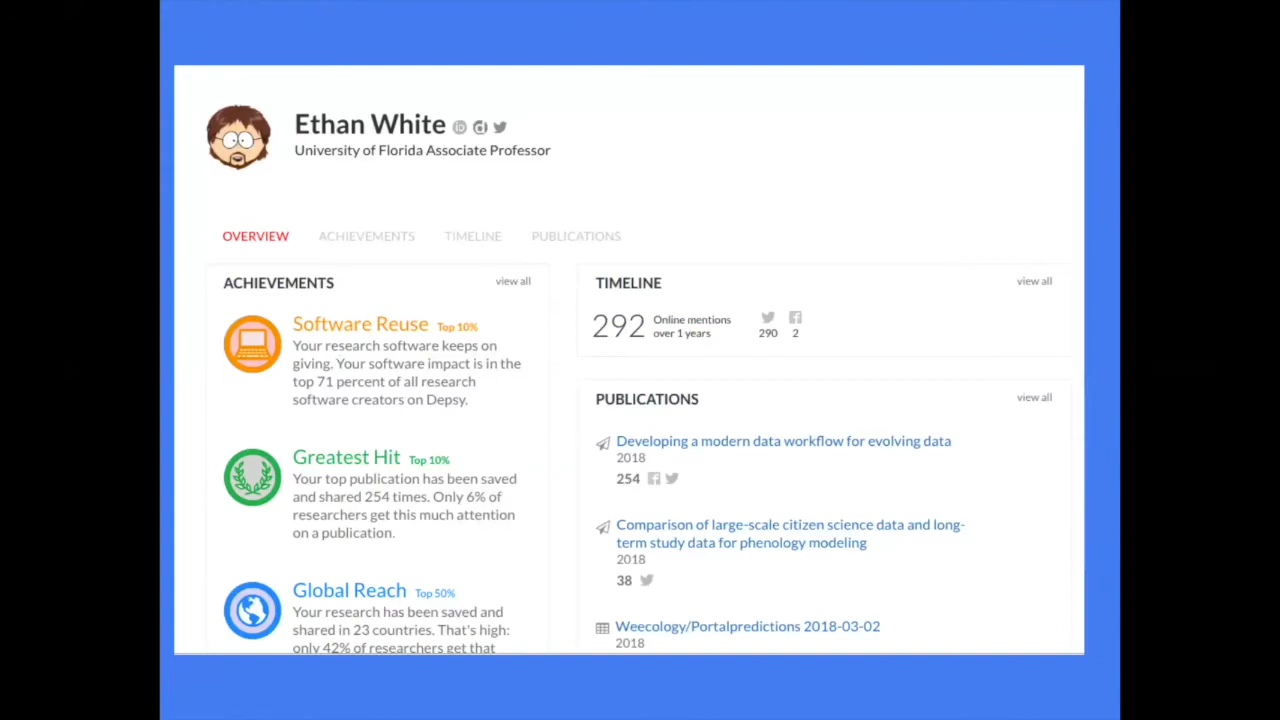 Ethan White
University of Florida Associate Professor
OVERVIEW ACHIEVEMENTS TIMELINE PUBLICATIONS
ACHIEVEMENTS view all
Software Reuse Top 10%
Your research software keeps on
giving. Your software impact is in the
top 71 percent of all research
software creators on Depsy.
Greatest Hit Top 10%
Your top publication has been saved
and shared 254 times. Only 6% of
researchers get this much attention
on a publication.
Global Reach Top 50%
Your research has been saved and
shared in 23 countries. That's high:
only 42% of researchers get that
TIMELINE view all
292 Online mentions
over 1 years
290 2
PUBLICATIONS view all
Developing a modern data workflow for evolving data
2018
254
Comparison of large-scale citizen science data and long-
term study data for phenology modeling
2018
38
Weecology/Portalpredictions 2018-03-02
2018